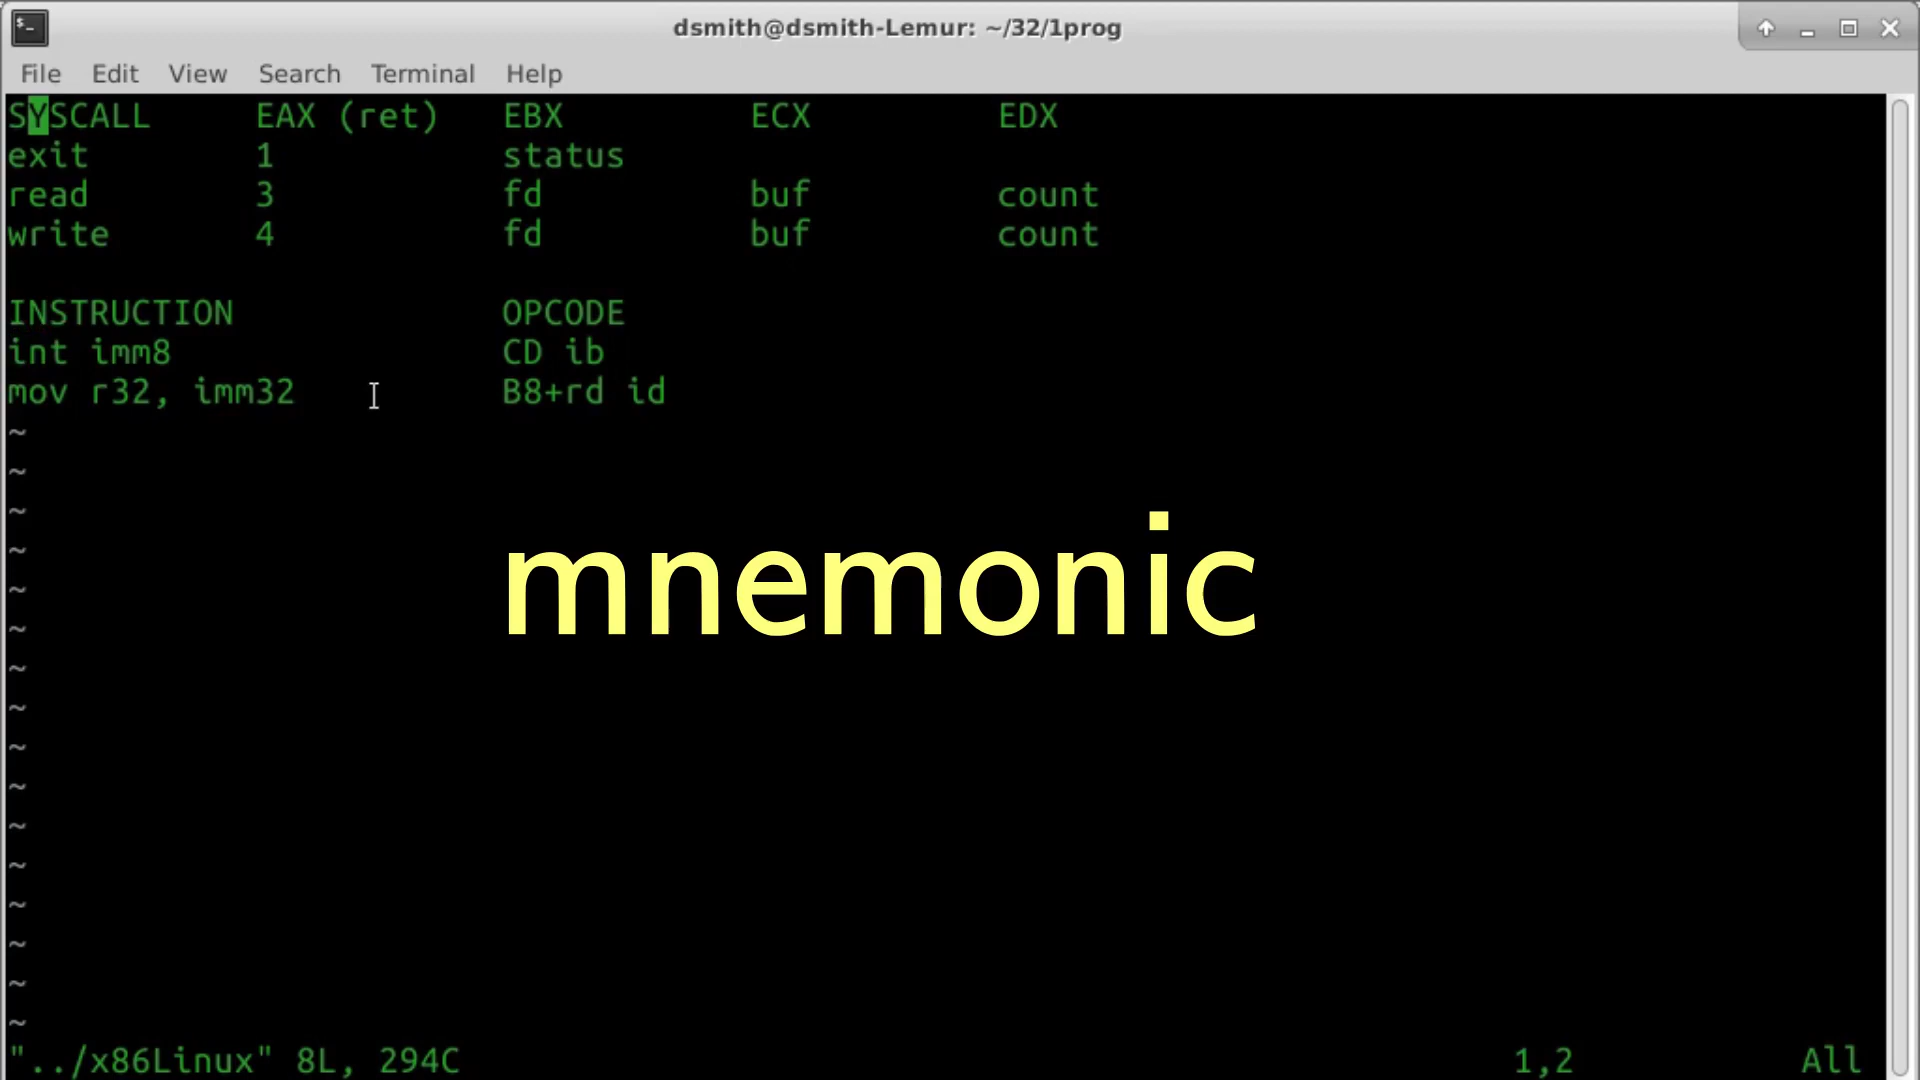 dsmith@dsmith-Lemur: ~/32/1prog
File Edit View Search Terminal Help
SYSCALL EAX (ret) EBX ECX EDX
exit 1 status
read 3 fd buf count
write 4 fd buf count
INSTRUCTION OPCODE
int imm8 CD ib
mov r32, imm32 B8+rd id
~
~
~
~
mnemonic
~
~
~
~
~
~
~
~
~
~
~
~
"../x86Linux" 8L, 294C 1,2 All